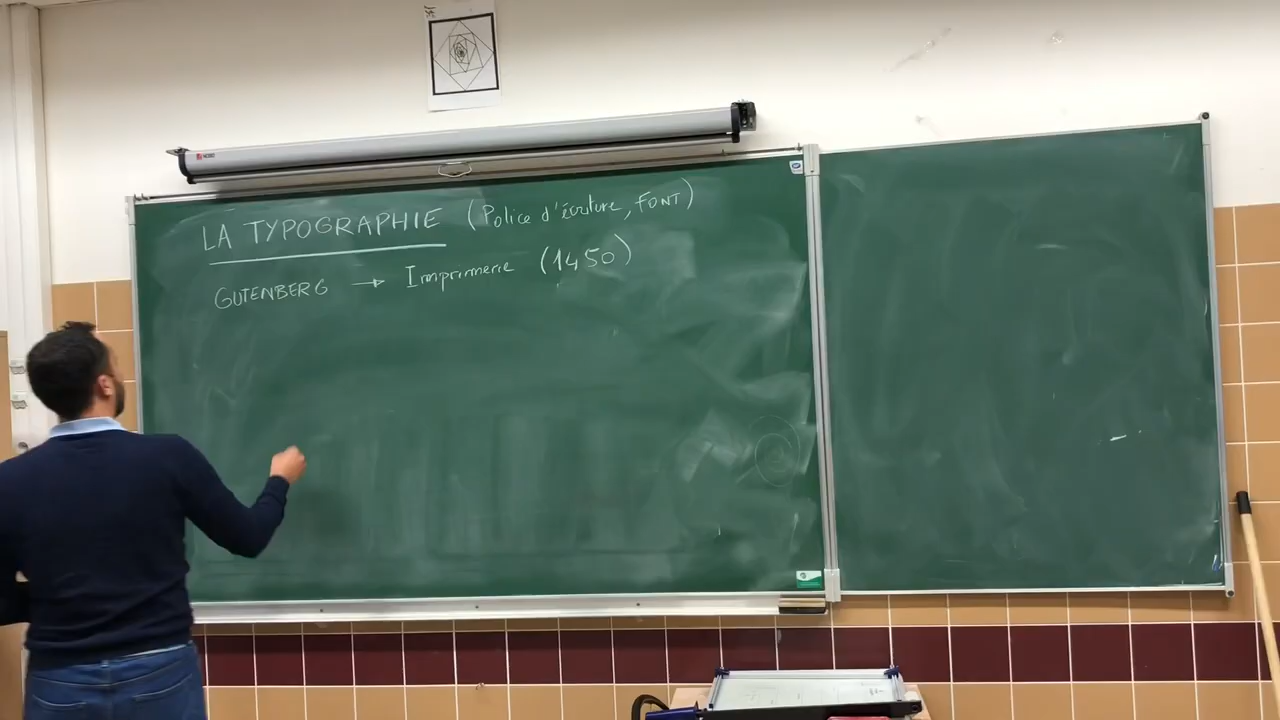 LA TYPOGRAPHIE (Police d'écriture, FONT)
GUTENBERG → Imprimerie (1450)